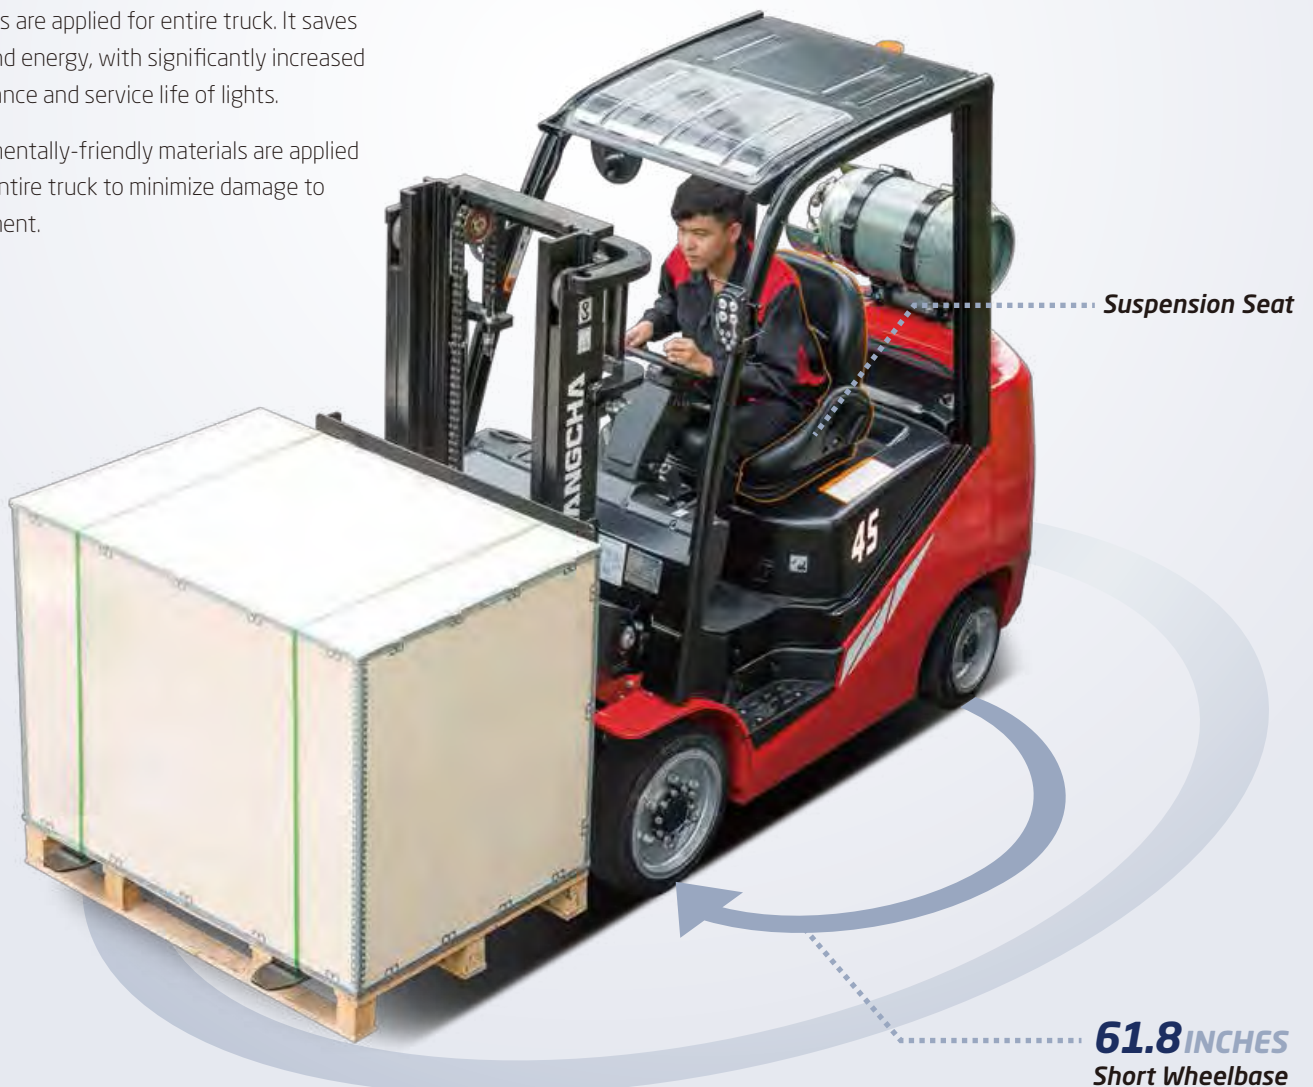 s are applied for entire truck. It saves
nd energy, with significantly increased
ance and service life of lights.
mentally-friendly materials are applied
ntire truck to minimize damage to
ment.
Suspension Seat
ANGCHA
45
61.8 INCHES
Short Wheelbase